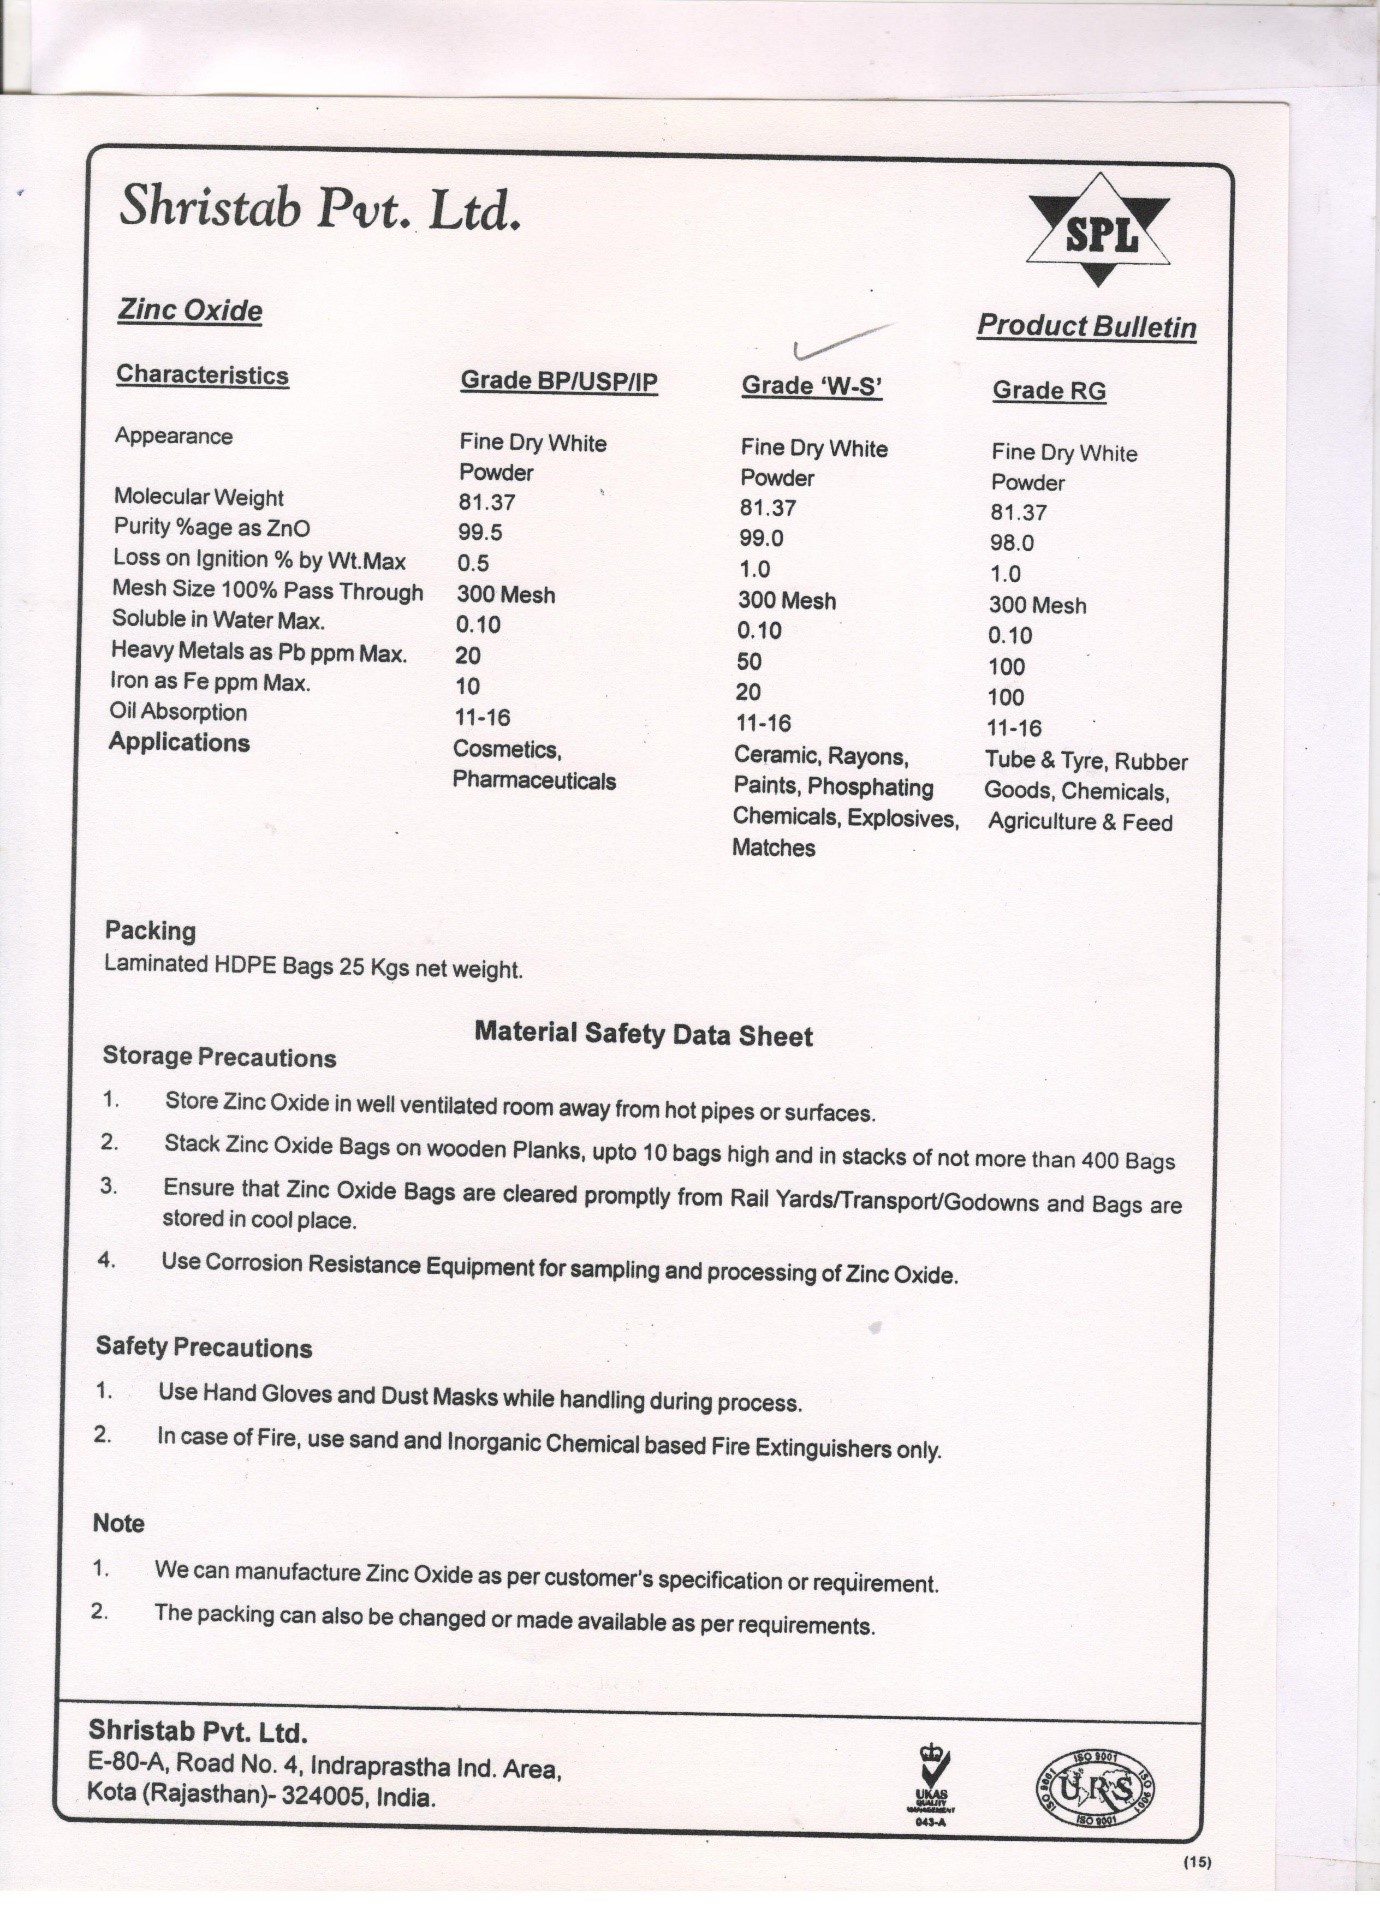 Shristab Pvt. Ltd.
SPL
Zinc Oxide
Product Bulletin
Characteristics Grade BP/USP/IP Grade ‘W-S’ Grade RG
Appearance Fine Dry White Fine Dry White Fine Dry White
Powder Powder Powder
Molecular Weight 81.37 81.37 81.37
Purity %age as ZnO 99.5 99.0 98.0
Loss on Ignition % by Wt.Max 0.5 1.0 1.0
Mesh Size 100% Pass Through 300 Mesh 300 Mesh 300 Mesh
Soluble in Water Max. 0.10 0.10 0.10
Heavy Metals as Pb ppm Max. 20 50 100
Iron as Fe ppm Max. 10 20 100
Oil Absorption 11-16 11-16 11-16
Applications Cosmetics, Ceramic, Rayons, Tube & Tyre, Rubber
Pharmaceuticals Paints, Phosphating Goods, Chemicals,
Chemicals, Explosives, Agriculture & Feed
Matches
Packing
Laminated HDPE Bags 25 Kgs net weight.
Material Safety Data Sheet
Storage Precautions
1. Store Zinc Oxide in well ventilated room away from hot pipes or surfaces.
2. Stack Zinc Oxide Bags on wooden Planks, upto 10 bags high and in stacks of not more than 400 Bags
3. Ensure that Zinc Oxide Bags are cleared promptly from Rail Yards/Transport/Godowns and Bags are
stored in cool place.
4. Use Corrosion Resistance Equipment for sampling and processing of Zinc Oxide.
Safety Precautions
1. Use Hand Gloves and Dust Masks while handling during process.
2. In case of Fire, use sand and Inorganic Chemical based Fire Extinguishers only.
Note
1. We can manufacture Zinc Oxide as per customer's specification or requirement.
2. The packing can also be changed or made available as per requirements.
Shristab Pvt. Ltd.
E-80-A, Road No. 4, Indraprastha Ind. Area,
Kota (Rajasthan)- 324005, India.
UKAS
QUALITY
MANAGEMENT
043-A
ISO 9001
ISO 9001 URS ISO 9001
ISO 9001
(15)